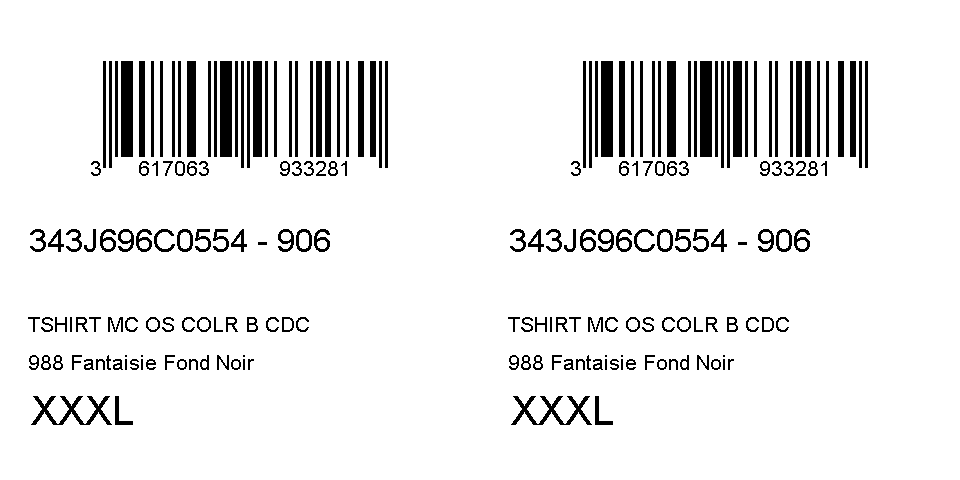 3 617063 933281
343J696C0554 - 906
TSHIRT MC OS COLR B CDC
988 Fantaisie Fond Noir
XXXL
3 617063 933281
343J696C0554 - 906
TSHIRT MC OS COLR B CDC
988 Fantaisie Fond Noir
XXXL